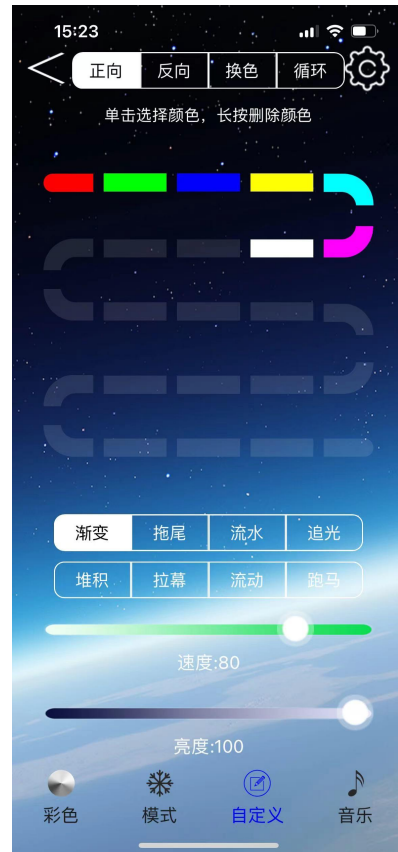 15:23
正向 反向 换色 循环 C
单击选择颜色，长按删除颜色
渐变 拖尾 流水 追光
堆积 拉幕 流动 跑马
速度:80
亮度:100
彩色 模式 自定义 音乐